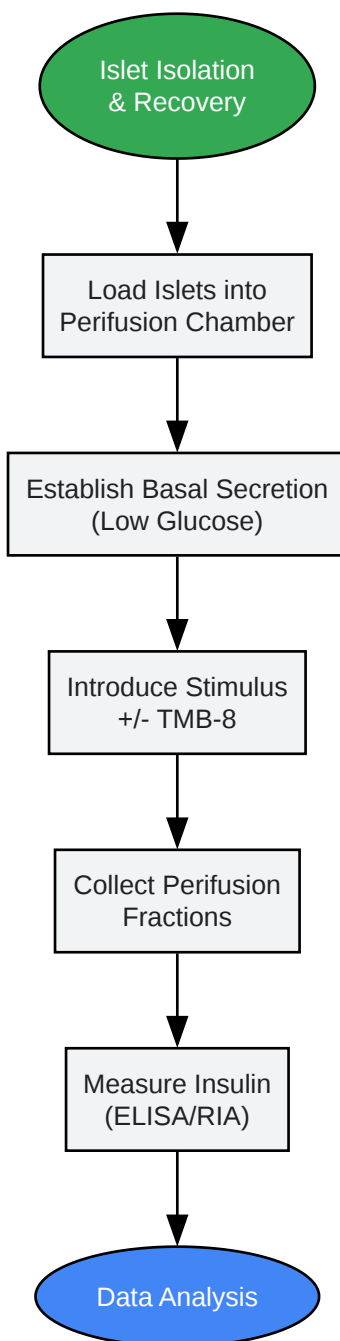 Islet Isolation
& Recovery
Load Islets into
Perifusion Chamber
Establish Basal Secretion
(Low Glucose)
Introduce Stimulus
+/- TMB-8
Collect Perifusion
Fractions
Measure Insulin
(ELISA/RIA)
Data Analysis